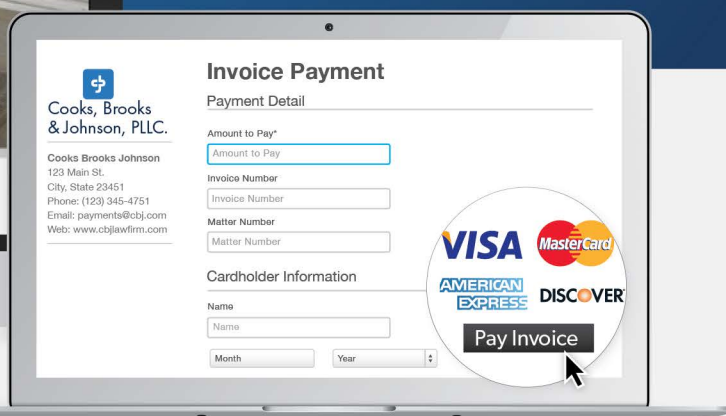 Cooks, Brooks
& Johnson, PLLC.
Cooks Brooks Johnson
123 Main St.
City, State 23451
Phone: (123) 345-4751
Email: payments@cbj.com
Web: www.cbjlawfirm.com
Invoice Payment
Payment Detail
Amount to Pay*
Amount to Pay
Invoice Number
Invoice Number
Matter Number
Matter Number
Cardholder Information
Name
Name
Month Year
VISA MasterCard
AMERICAN
EXPRESS
DISCOVER
Pay Invoice